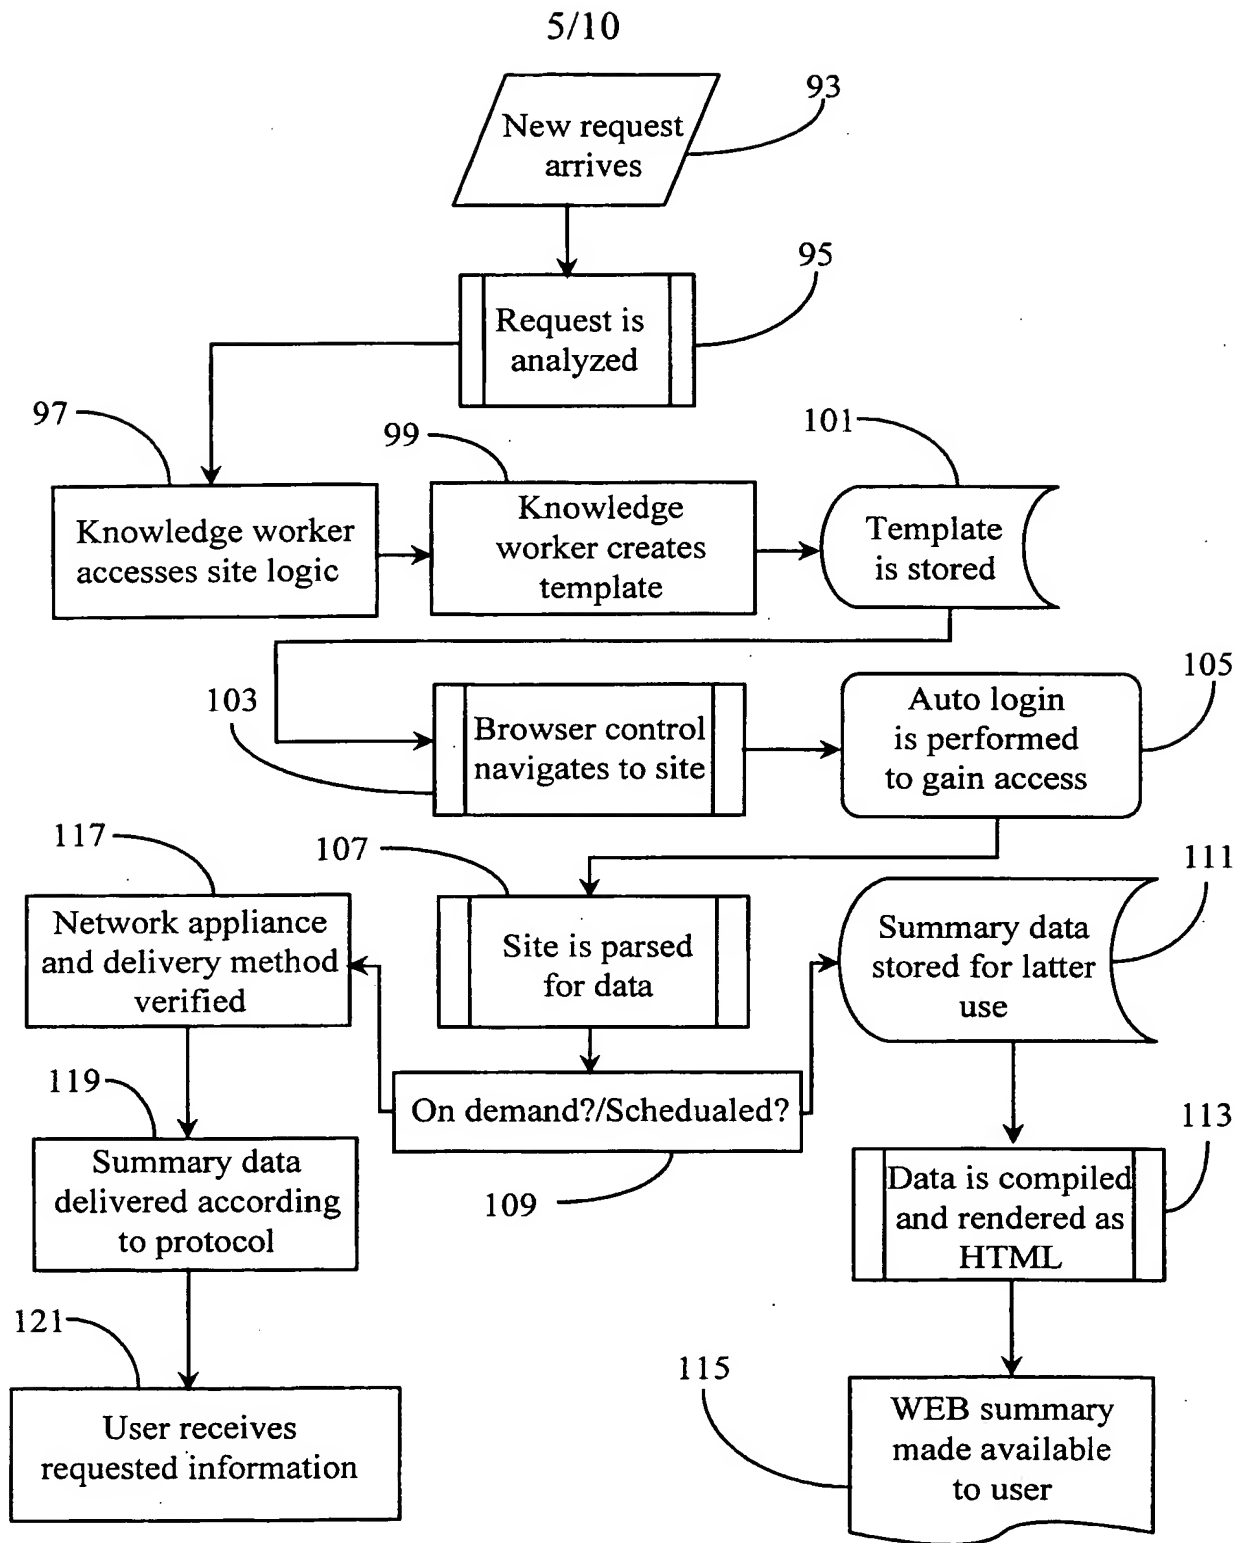 5/10
New request
arrives
93
Request is
analyzed
95
97
Knowledge worker
accesses site logic
99
Knowledge
worker creates
template
101
Template
is stored
103
Browser control
navigates to site
105
Auto login
is performed
to gain access
107
Site is parsed
for data
On demand?/Schedualed?
109
117
Network appliance
and delivery method
verified
119
Summary data
delivered according
to protocol
121
User receives
requested information
111
Summary data
stored for latter
use
113
Data is compiled
and rendered as
HTML
115
WEB summary
made available
to user